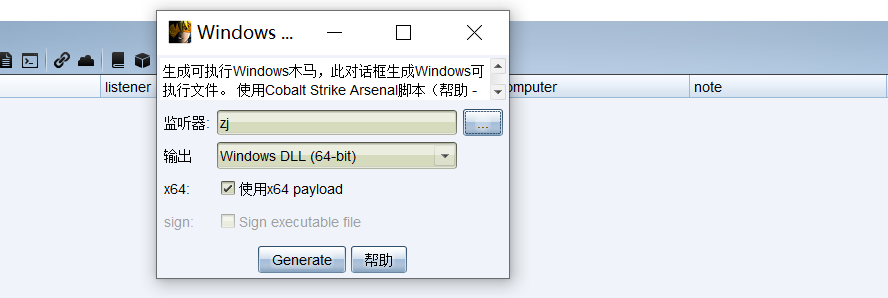 Windows ...
生成可执行Windows木马，此对话框生成Windows可
执行文件。 使用Cobalt Strike Arsenal脚本（帮助 -
listener
omputer
note
监听器: zj ...
输出 Windows DLL (64-bit)
x64: 使用x64 payload
sign: Sign executable file
Generate 帮助